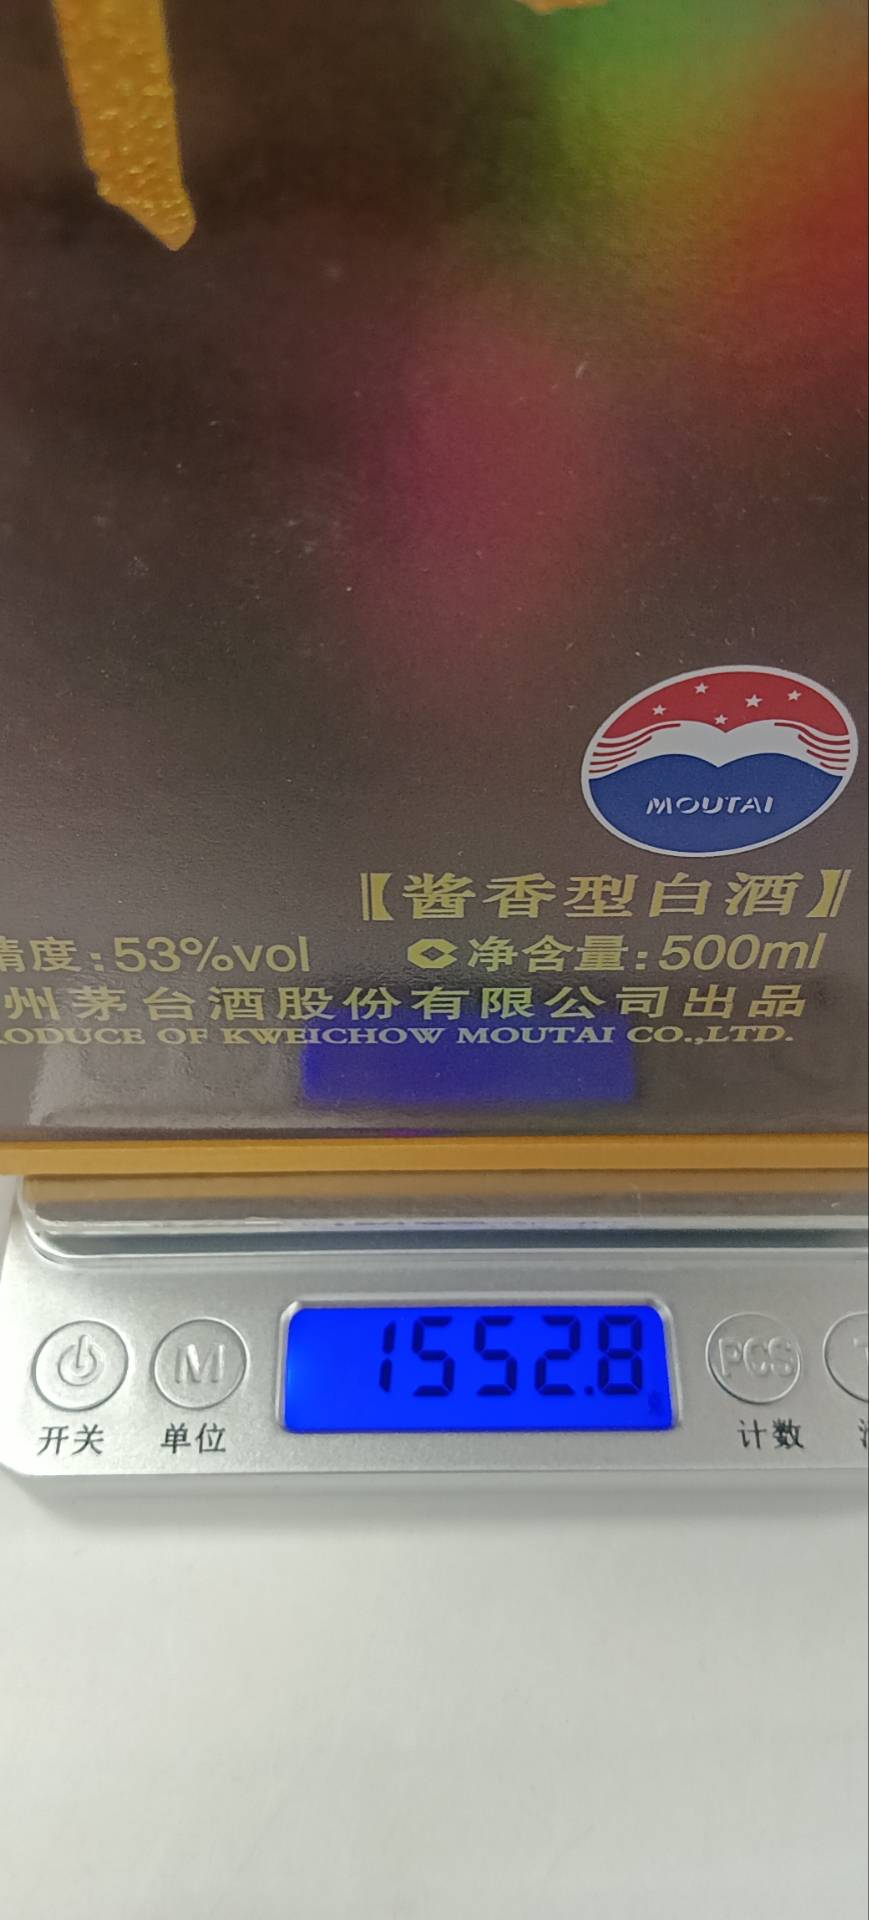 MOUTAI
【酱香型白酒】
精度:53%vol 净含量:500ml
州茅台酒股份有限公司出品
ODUCE OF KWEICHOW MOUTAI CO.,LTD.
1552.8
M PCS
开关 单位 计数